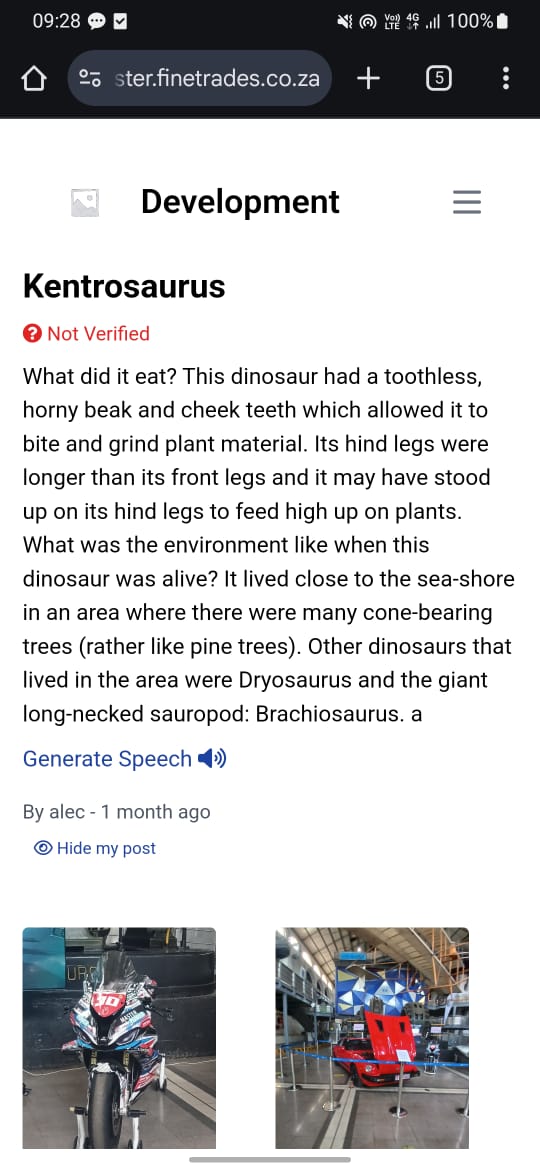 09:28
Vo)) 4G
LTE
100%
ster.finetrades.co.za
5
Development
Kentrosaurus
Not Verified
What did it eat? This dinosaur had a toothless,
horny beak and cheek teeth which allowed it to
bite and grind plant material. Its hind legs were
longer than its front legs and it may have stood
up on its hind legs to feed high up on plants.
What was the environment like when this
dinosaur was alive? It lived close to the sea-shore
in an area where there were many cone-bearing
trees (rather like pine trees). Other dinosaurs that
lived in the area were Dryosaurus and the giant
long-necked sauropod: Brachiosaurus. a
Generate Speech
By alec - 1 month ago
Hide my post